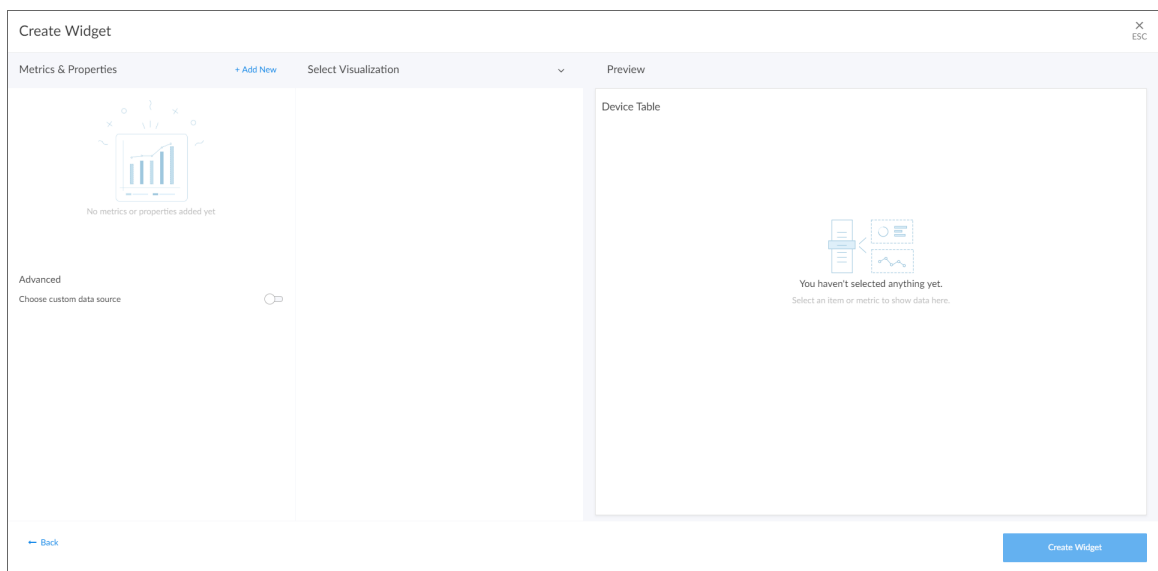 Create Widget
ESC
Metrics & Properties
+ Add New
Select Visualization
Preview
Device Table
No metrics or properties added yet
You haven't selected anything yet.
Select an item or metric to show data here.
Advanced
Choose custom data source
Back
Create Widget